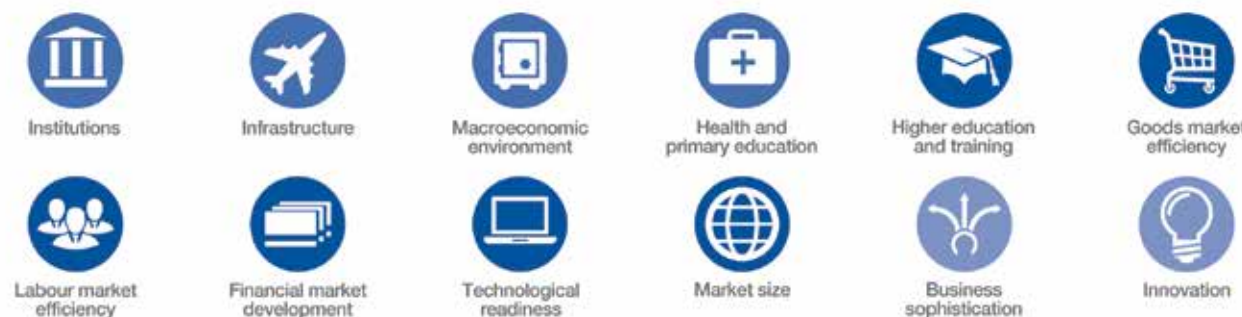 Institutions
Infrastructure
Macroeconomic
environment
Health and
primary education
Higher education
and training
Goods market
efficiency
Labour market
efficiency
Financial market
development
Technological
readiness
Market size
Business
sophistication
Innovation